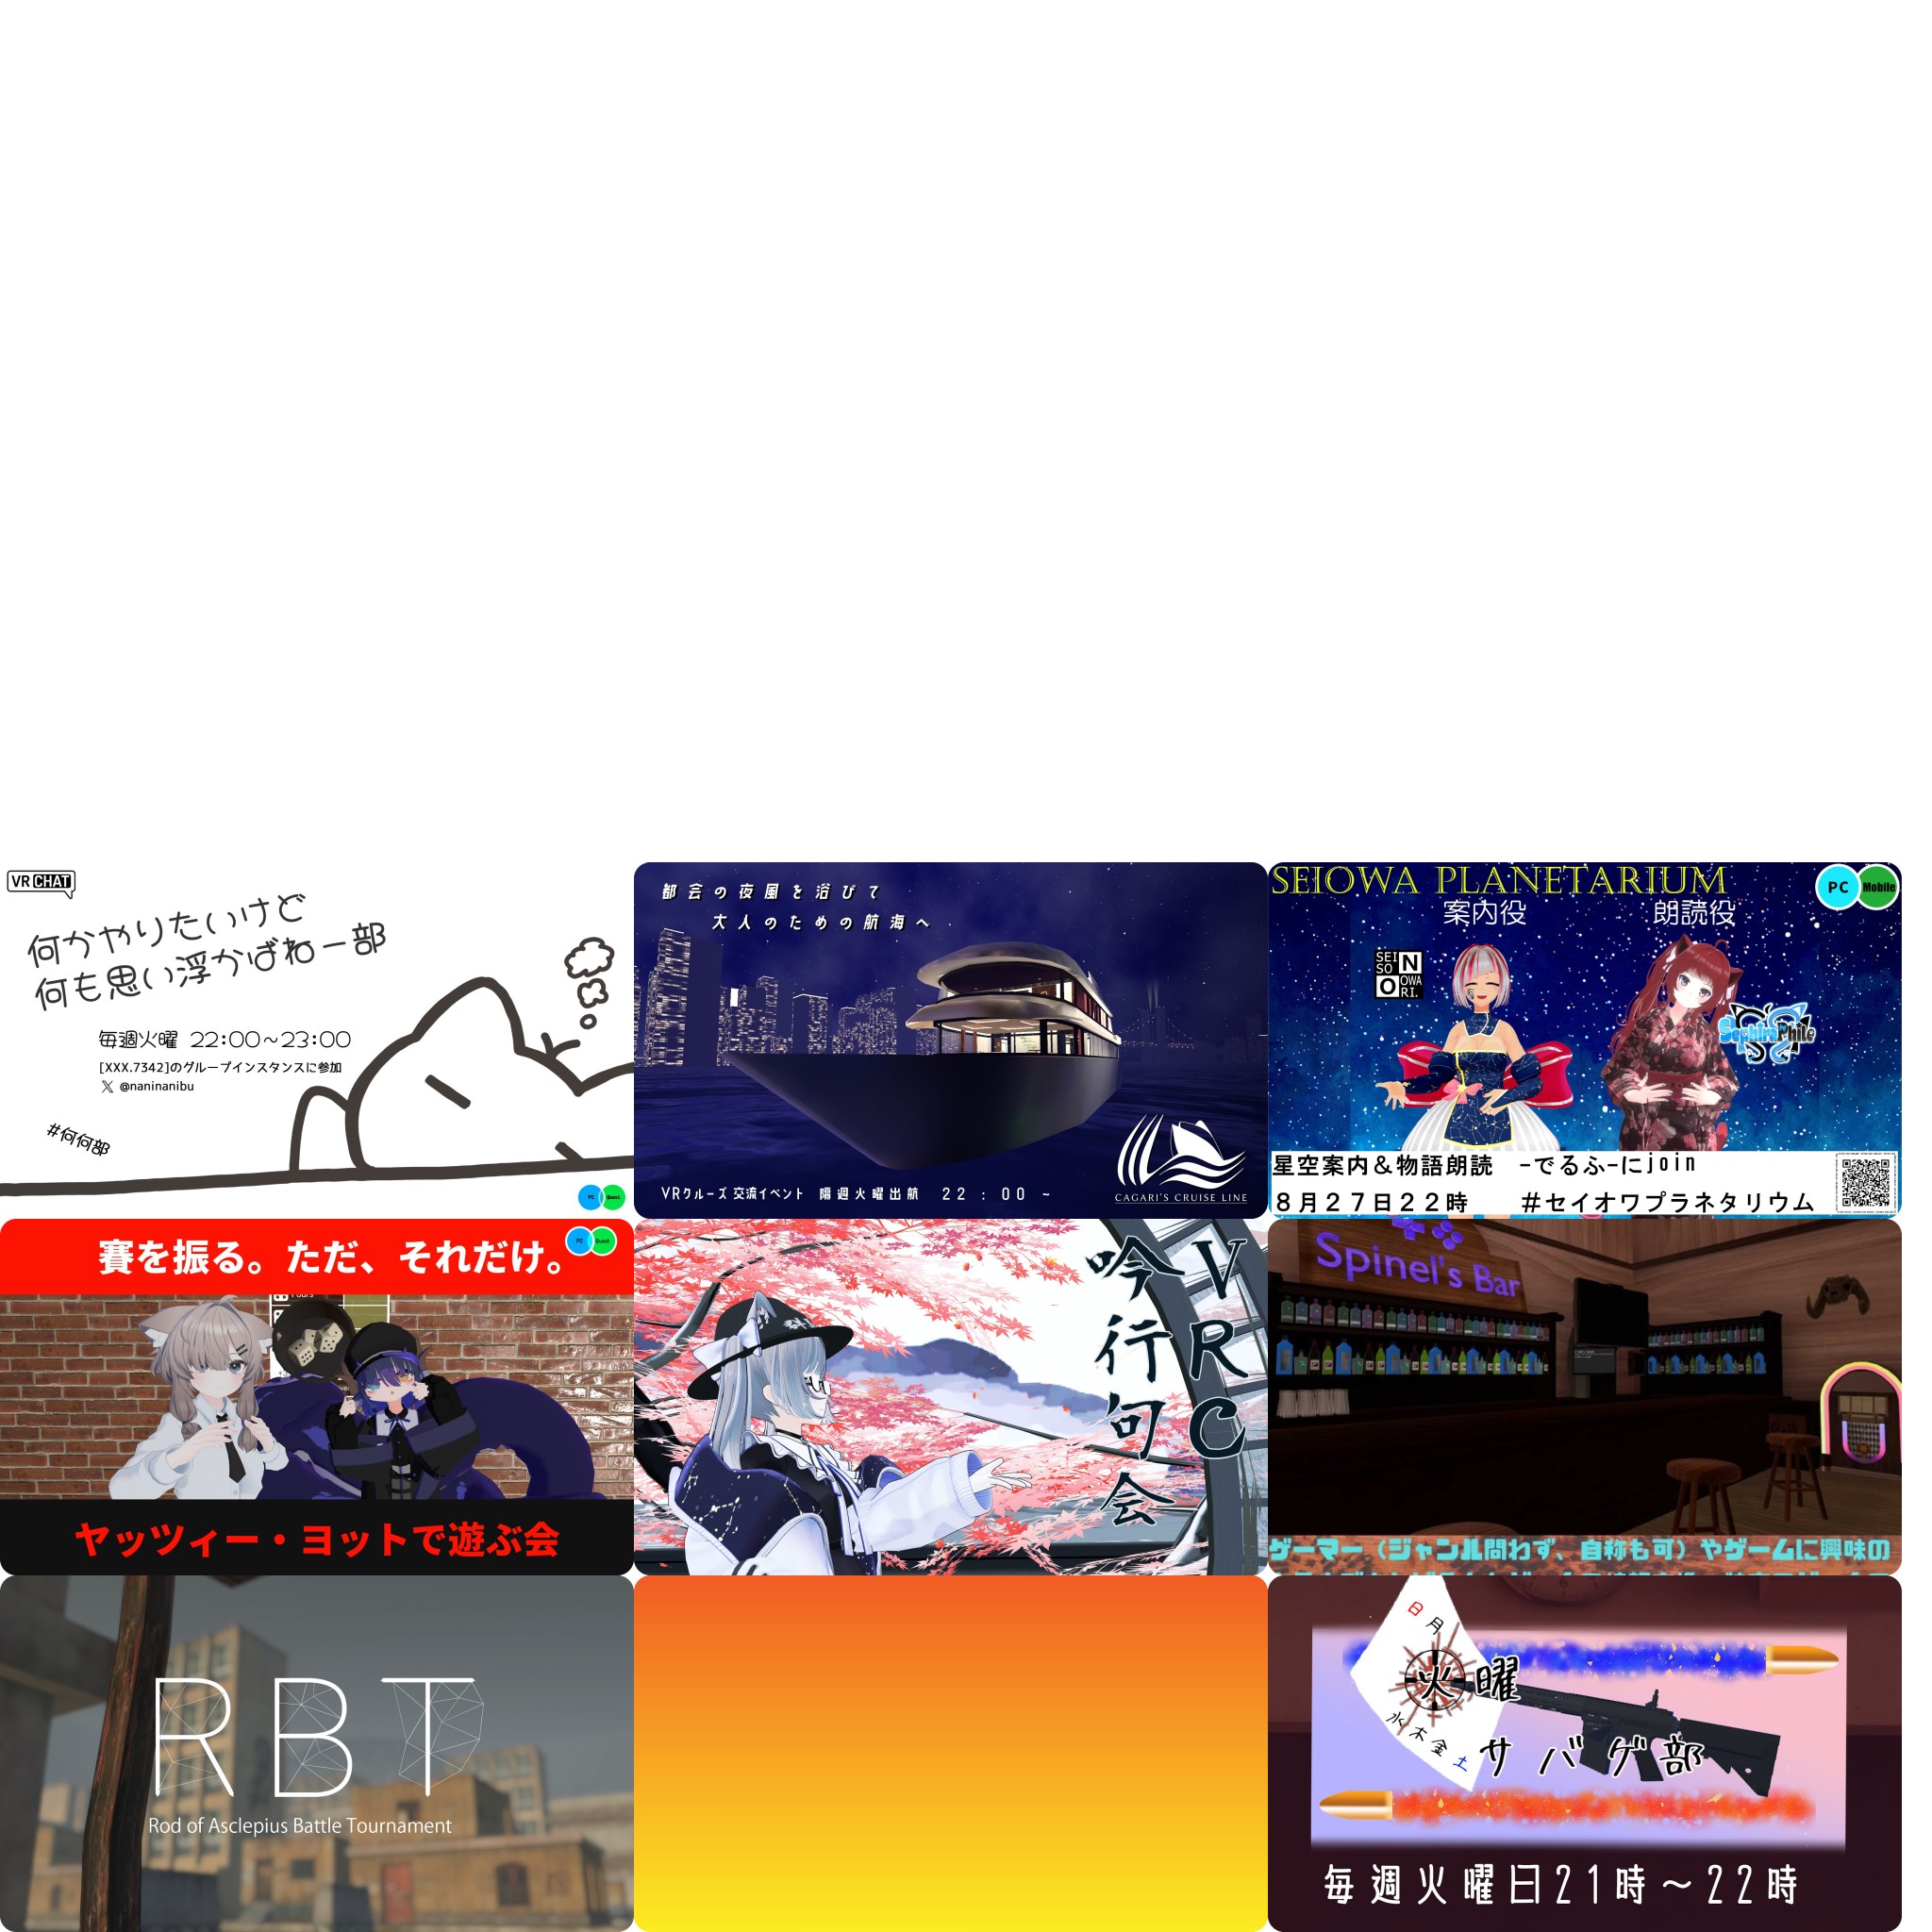 VR CHAT
何かやりたいけど
何も思い浮かばねー部
毎週火曜 22:00~23:00
[XXX.7342]のグループインスタンスに参加
X @naninanibu
#何何部
PC Quest
都会の夜風を浴びて
大人のための航海へ
VRクルーズ交流イベント 隔週火曜出航 22:00~
CAGARI'S CRUISE LINE
SEIOWA PLANETARIUM
PC Mobile
案内役 朗読役
SEI
SO N
O OWA
RI.
SephiraPhile
星空案内&物語朗読 -でるふ-にjoin
8月27日22時 #セイオワプラネタリウム
賽を振る。ただ、それだけ。
PC Quest
ヤッツィー・ヨットで遊ぶ会
VRC
吟行句会
Spinel's Bar
ゲーマー(ジャンル問わず、自称も可)やゲームに興味の
RBT
Rod of Asclepius Battle Tournament
日
月
火曜
水木金土
サバゲ部
毎週火曜日21時~22時